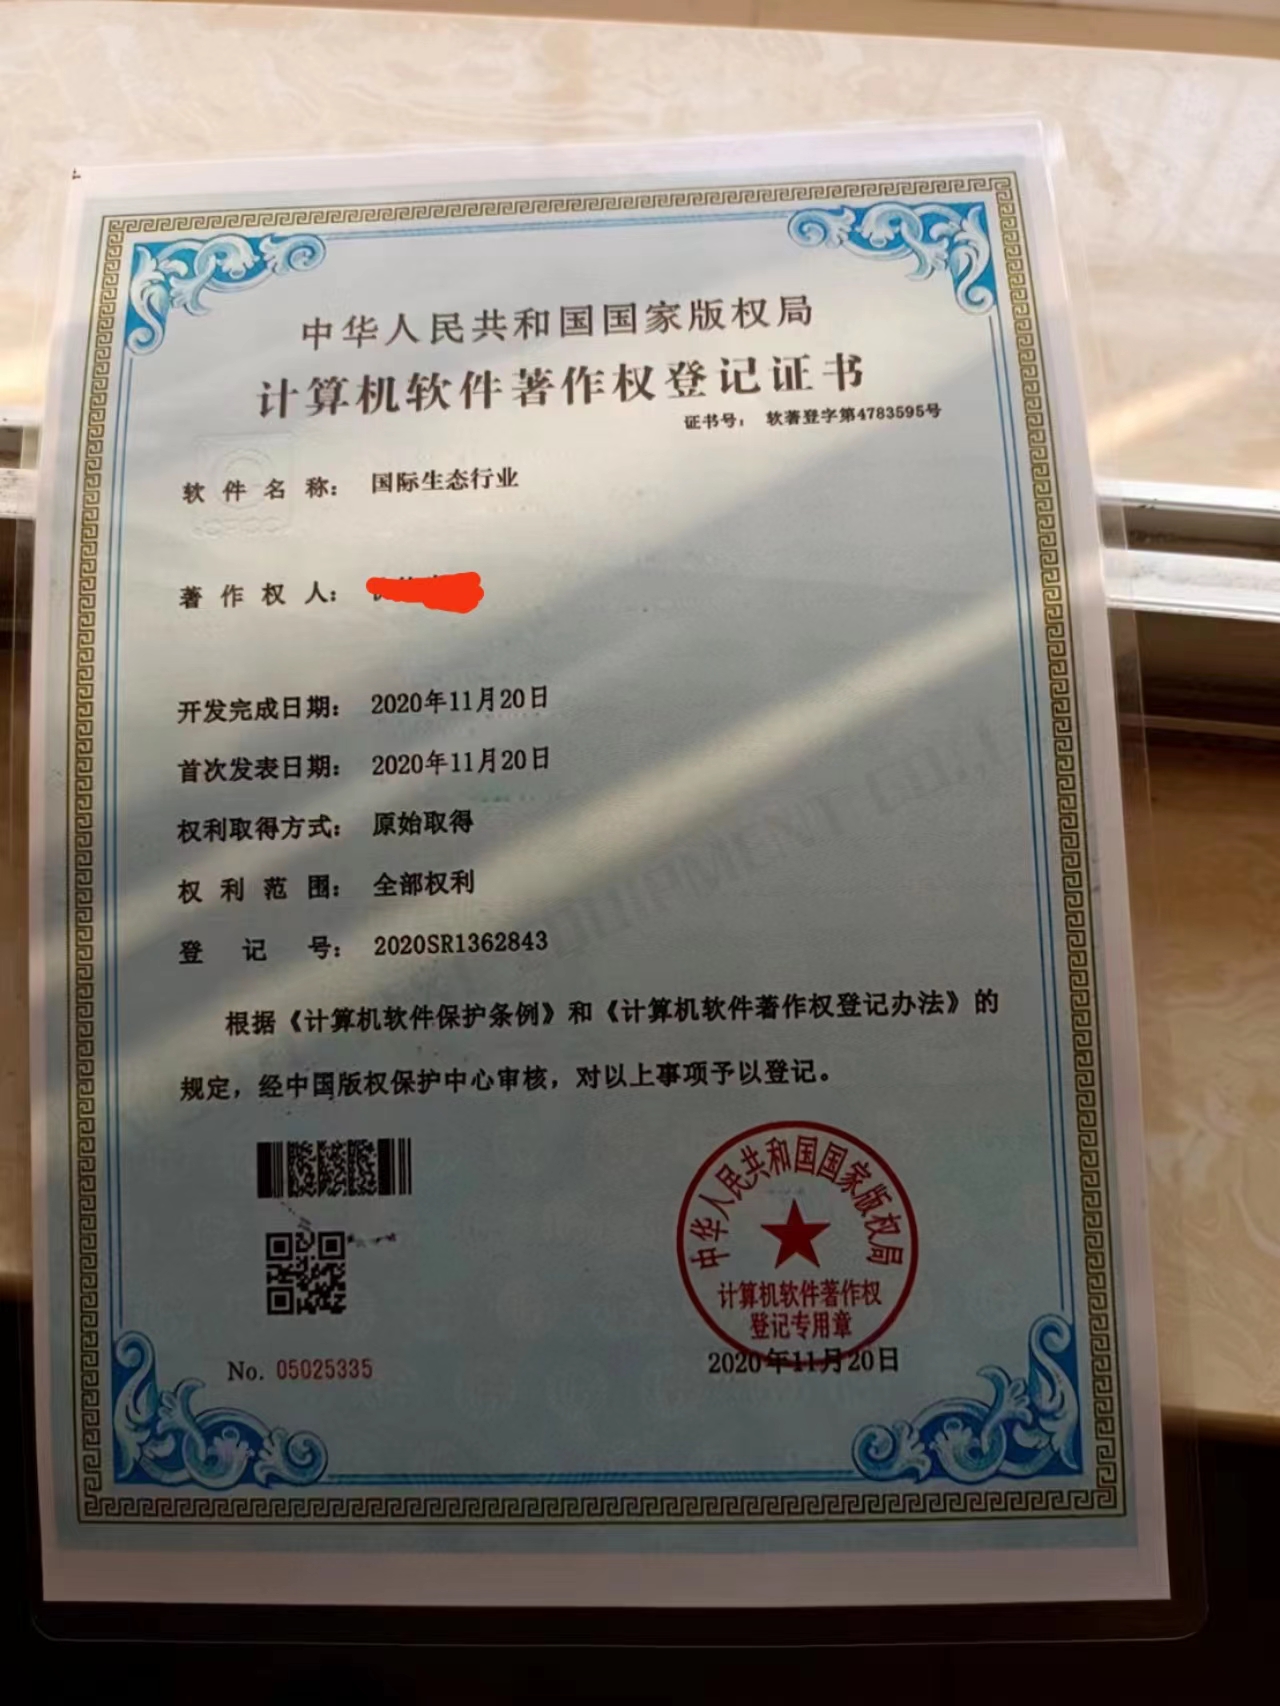 中华人民共和国国家版权局
计算机软件著作权登记证书
证书号： 软著登字第4783595号
软件名称： 国际生态行业
著作权人：
开发完成日期： 2020年11月20日
首次发表日期： 2020年11月20日
权利取得方式： 原始取得
权利范围： 全部权利
登记号： 2020SR1362843
根据《计算机软件保护条例》和《计算机软件著作权登记办法》的
规定，经中国版权保护中心审核，对以上事项予以登记。
中华人民共和国国家版权局
计算机软件著作权
登记专用章
No. 05025335
2020年11月20日